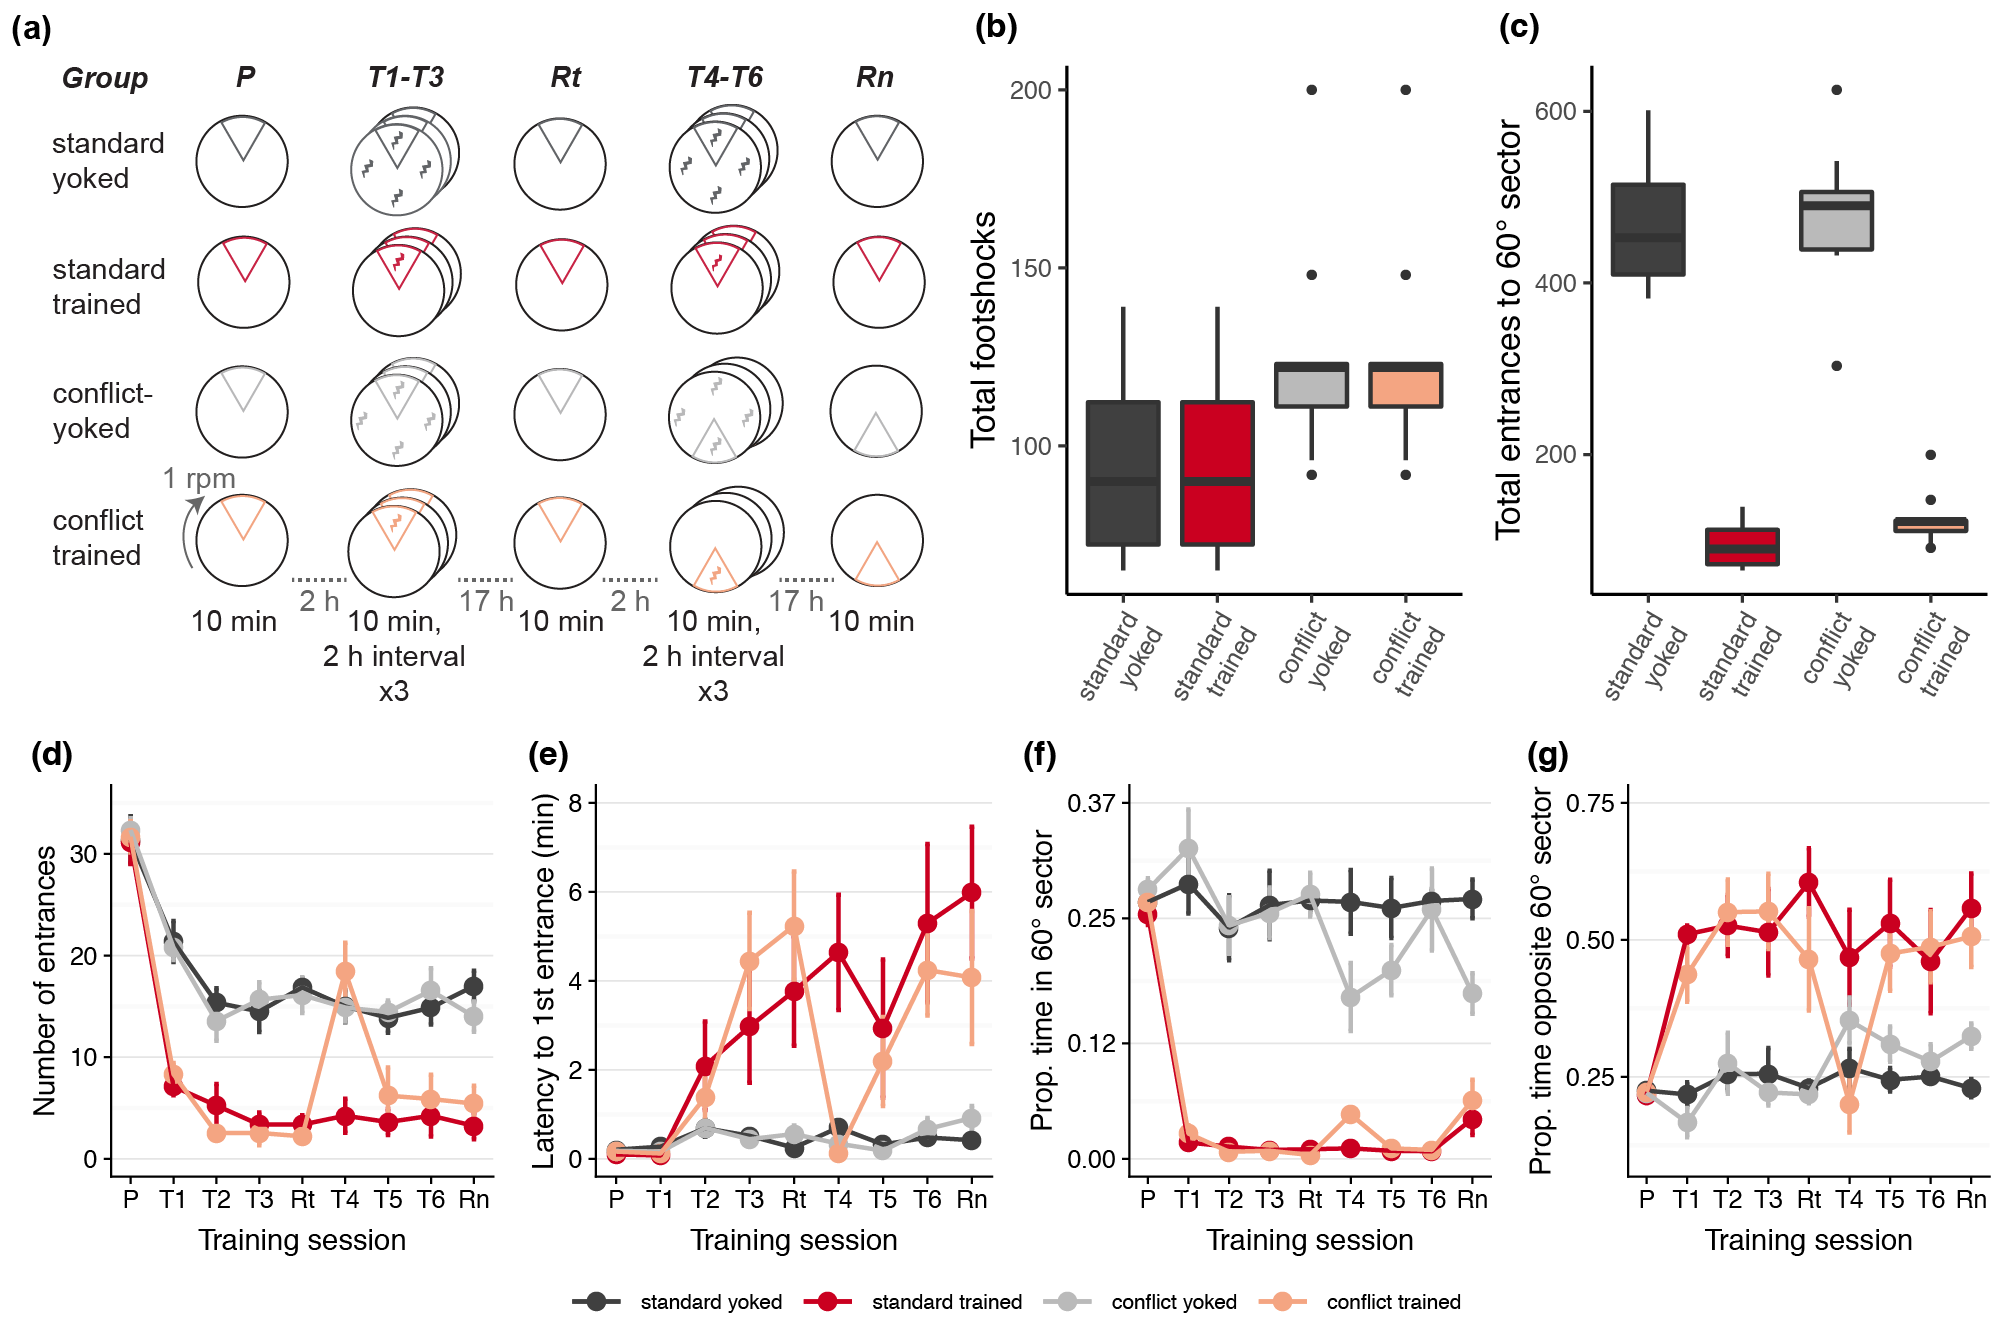 (a)
Group P T1-T3 Rt T4-T6 Rn
standard
yoked
standard
trained
conflict-
yoked
1 rpm
conflict
trained
2 h 17 h 2 h 17 h
10 min 10 min, 10 min 10 min, 10 min
2 h interval 2 h interval
x3 x3
(b)
Total footshocks
200
150
100
standard
yoked
standard
trained
conflict
yoked
conflict
trained
(c)
Total entrances to 60° sector
600
400
200
standard
yoked
standard
trained
conflict
yoked
conflict
trained
(d)
Number of entrances
30
20
10
0
P T1 T2 T3 Rt T4 T5 T6 Rn
Training session
(e)
Latency to 1st entrance (min)
8
6
4
2
0
P T1 T2 T3 Rt T4 T5 T6 Rn
Training session
(f)
Prop. time in 60° sector
0.37
0.25
0.12
0.00
P T1 T2 T3 Rt T4 T5 T6 Rn
Training session
(g)
Prop. time opposite 60° sector
0.75
0.50
0.25
P T1 T2 T3 Rt T4 T5 T6 Rn
Training session
standard yoked standard trained conflict yoked conflict trained